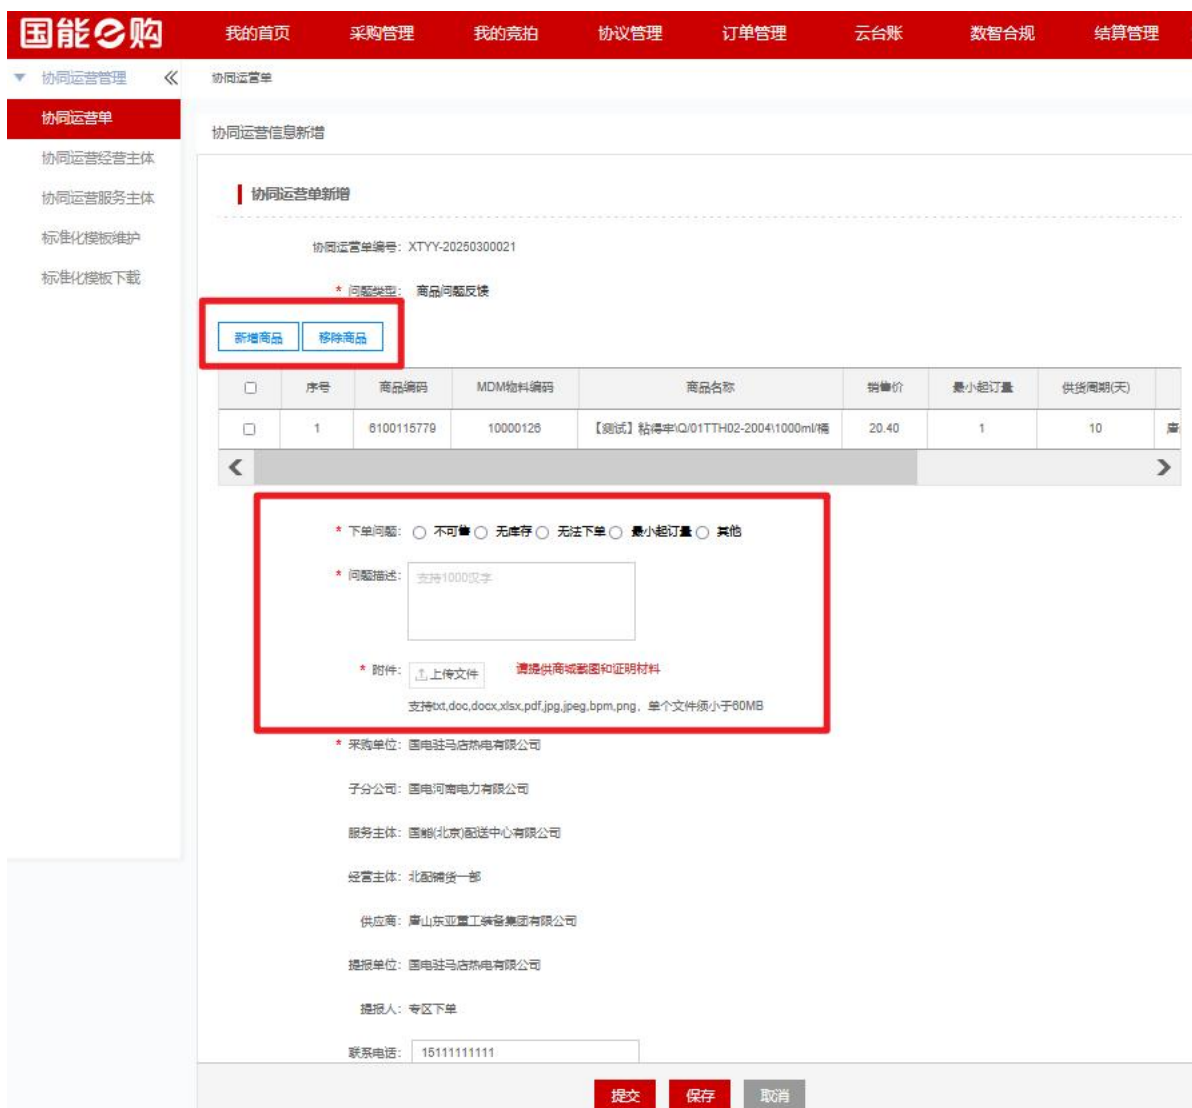 国能e购 我的首页 采购管理 我的竞拍 协议管理 订单管理 云台账 数智合规 结算管理
协同运营管理 协同运营单
协同运营单
协同运营信息新增
协同运营经营主体
协同运营服务主体
协同运营单新增
标准化模板维护
协同运营单编号: XTYY-20250300021
标准化模板下载
* 问题类型: 商品问题反馈
新增商品 移除商品
序号 商品编码 MDM物料编码 商品名称 销售价 最小起订量 供货周期(天)
1 6100115779 10000126 【测试】粘得牢\Q/01TTH02-2004\1000ml/桶 20.40 1 10 唐
* 下单问题: 不可售 无库存 无法下单 最小起订量 其他
* 问题描述: 支持1000汉字
* 附件: 上传文件 请提供商城截图和证明材料
支持txt,doc,docx,xlsx,pdf,jpg,jpeg,bpm,png, 单个文件须小于60MB
* 采购单位: 国电驻马店热电有限公司
子分公司: 国电河南电力有限公司
服务主体: 国能(北京)配送中心有限公司
经营主体: 北配铺货一部
供应商: 唐山东亚重工装备集团有限公司
提报单位: 国电驻马店热电有限公司
提报人: 专区下单
联系电话: 15111111111
提交 保存 取消